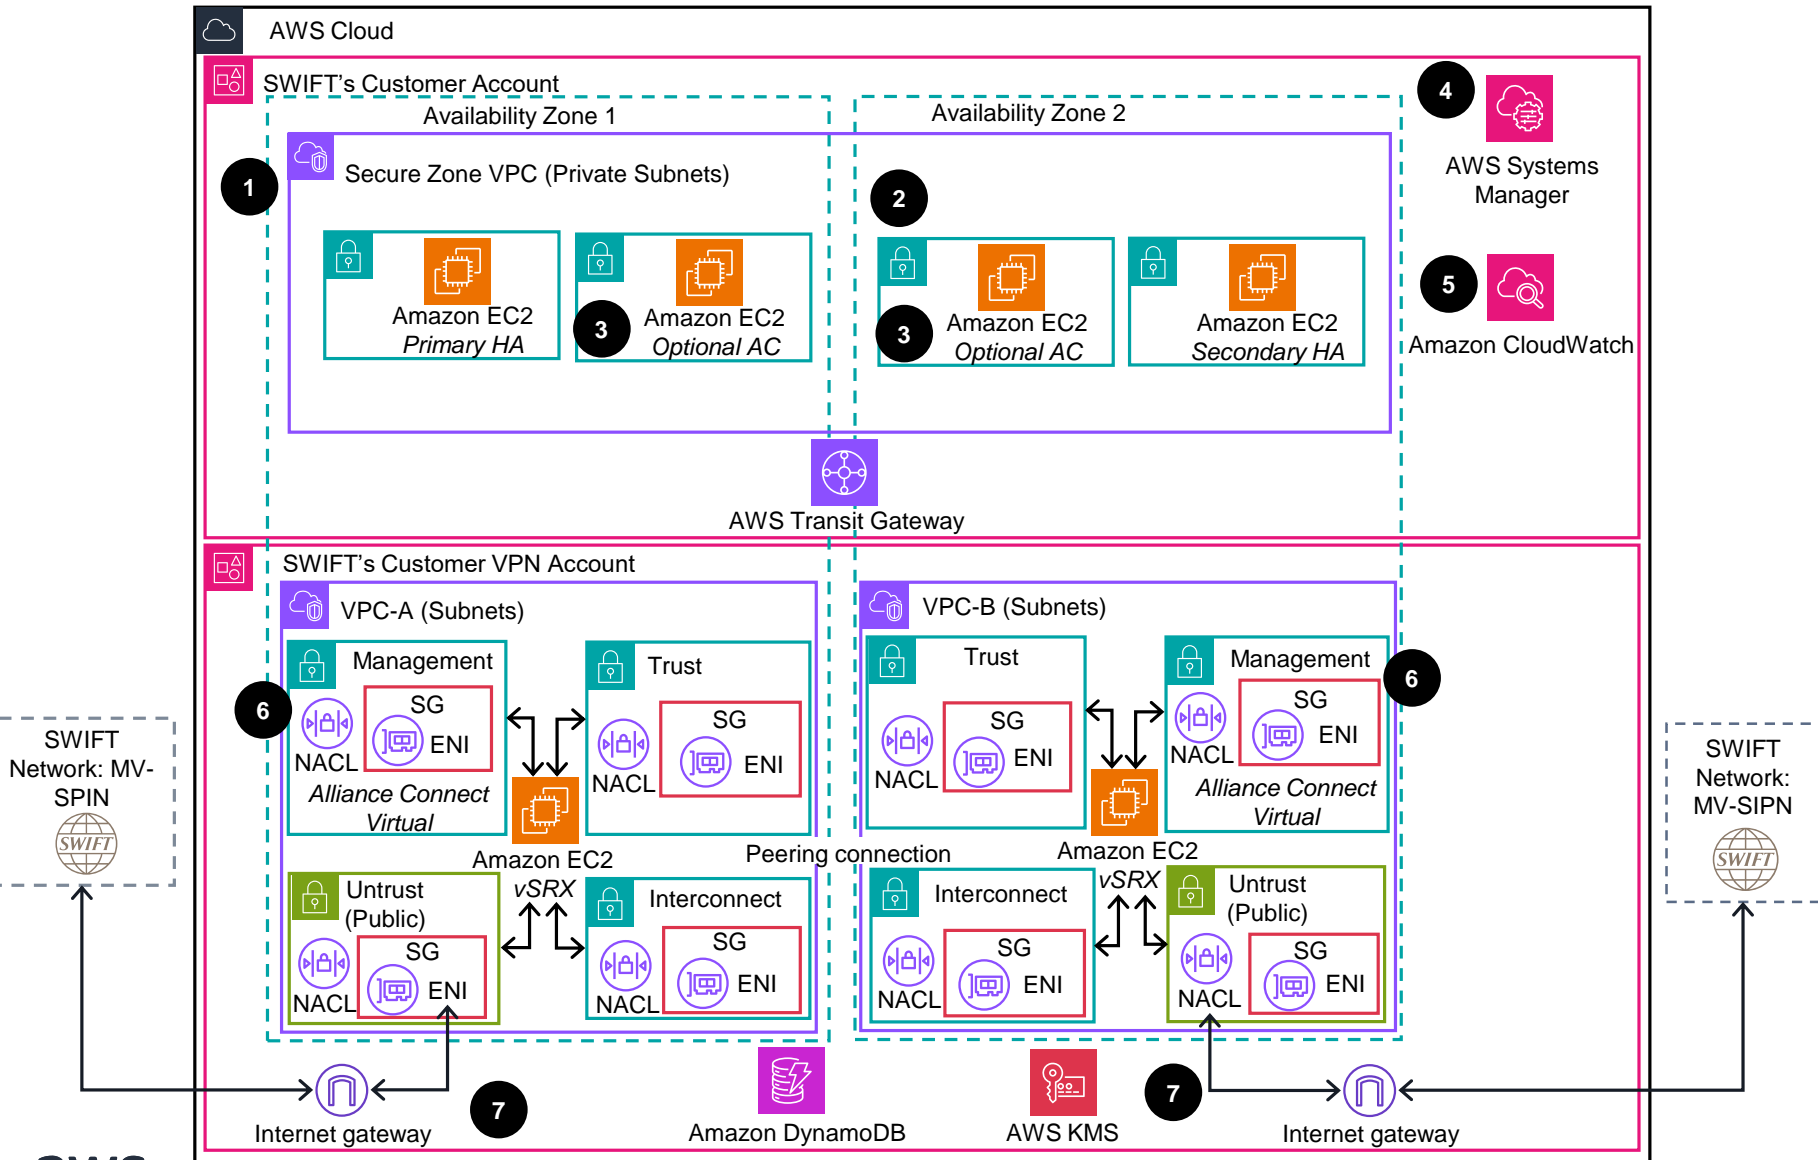 AWS Cloud
SWIFT's Customer Account
Availability Zone 1
Availability Zone 2
4
AWS Systems
Manager
1
Secure Zone VPC (Private Subnets)
2
Amazon EC2
Primary HA
3
Amazon EC2
Optional AC
3
Amazon EC2
Optional AC
Amazon EC2
Secondary HA
5
Amazon CloudWatch
AWS Transit Gateway
SWIFT's Customer VPN Account
VPC-A (Subnets)
VPC-B (Subnets)
6
Management
SG
ENI
NACL
Alliance Connect
Virtual
Trust
SG
ENI
NACL
Amazon EC2
vSRX
Untrust
(Public)
SG
ENI
NACL
Interconnect
SG
ENI
NACL
Peering connection
Trust
SG
ENI
NACL
Management
6
SG
ENI
NACL
Alliance Connect
Virtual
Amazon EC2
vSRX
Interconnect
SG
ENI
NACL
Untrust
(Public)
SG
ENI
NACL
SWIFT
Network: MV-
SPIN
SWIFT
SWIFT
Network:
MV-SIPN
SWIFT
Internet gateway
7
Amazon DynamoDB
AWS KMS
7
Internet gateway
aws